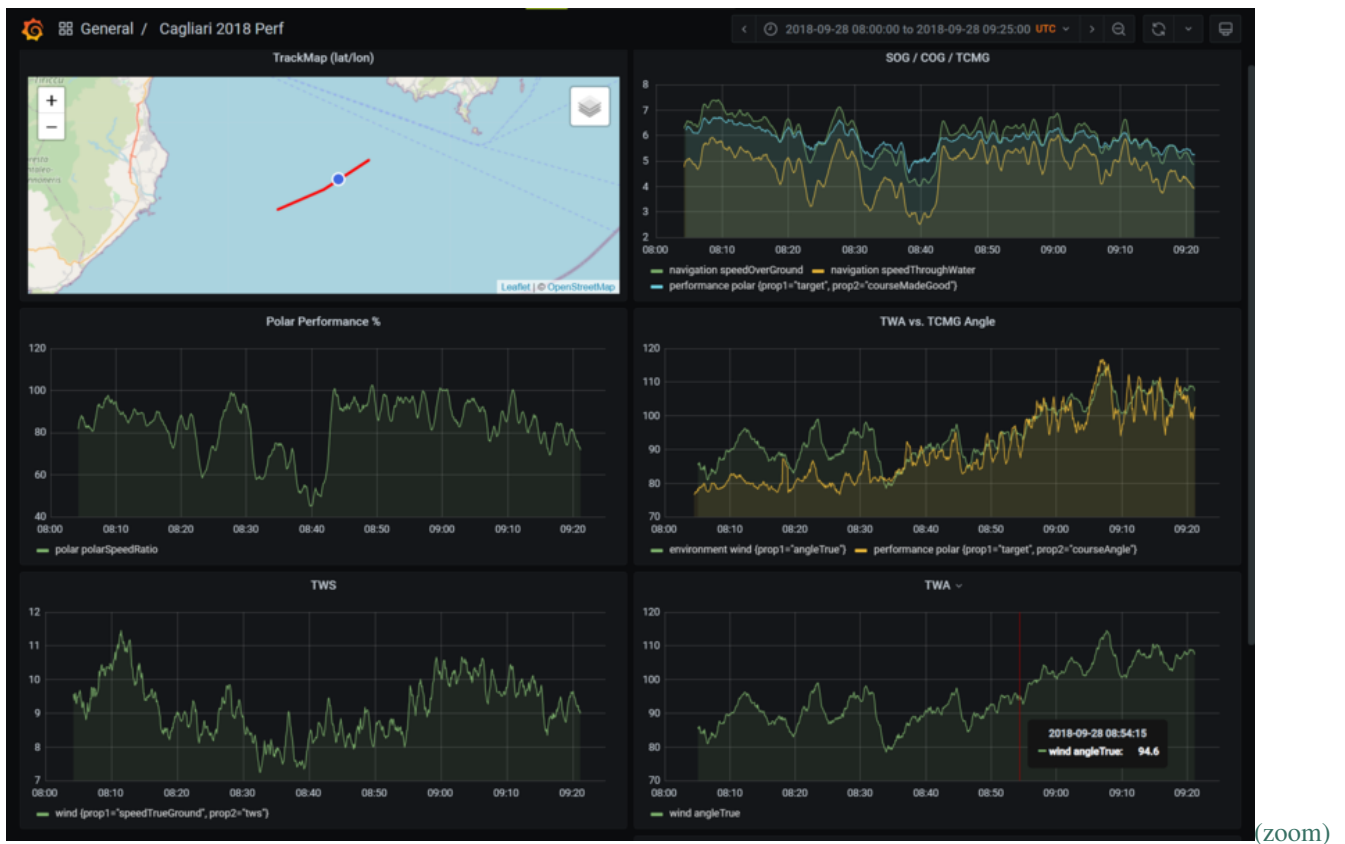 General / Cagliari 2018 Perf
2018-09-28 08:00:00 to 2018-09-28 09:25:00 UTC
TrackMap (lat/lon)
+
−
Leaflet | © OpenStreetMap
SOG / COG / TCMG
8
7
6
5
4
3
2
08:00 08:10 08:20 08:30 08:40 08:50 09:00 09:10 09:20
navigation speedOverGround navigation speedThroughWater
performance polar {prop1="target", prop2="courseMadeGood"}
Polar Performance %
120
100
80
60
40
08:00 08:10 08:20 08:30 08:40 08:50 09:00 09:10 09:20
polar polarSpeedRatio
TWA vs. TCMG Angle
120
110
100
90
80
70
08:00 08:10 08:20 08:30 08:40 08:50 09:00 09:10 09:20
environment wind {prop1="angleTrue"} performance polar {prop1="target", prop2="courseAngle"}
TWS
12
11
10
9
8
7
08:00 08:10 08:20 08:30 08:40 08:50 09:00 09:10 09:20
wind {prop1="speedTrueGround", prop2="tws"}
TWA
120
110
100
90
80
70
08:00 08:10 08:20 08:30 08:40 08:50 09:00 09:10 09:20
2018-09-28 08:54:15
wind angleTrue: 94.6
wind angleTrue
(zoom)